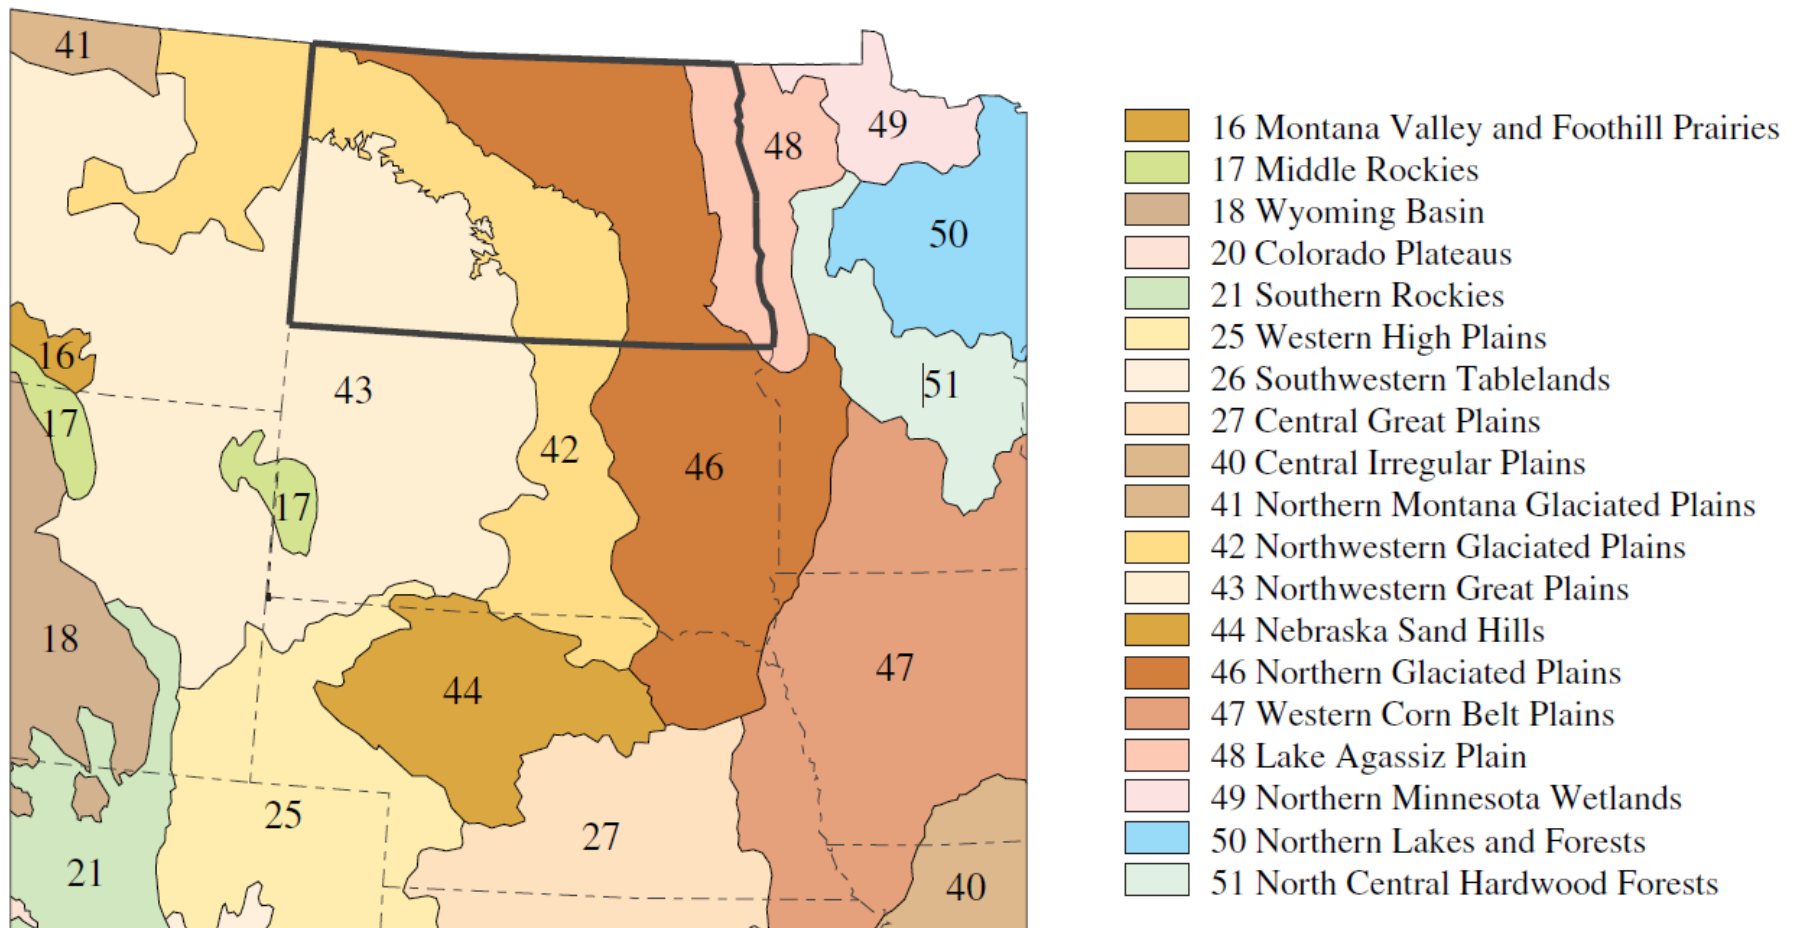 41
49
48
50
16
43
51
17
42
46
17
18
47
44
25
27
21
40
16 Montana Valley and Foothill Prairies
17 Middle Rockies
18 Wyoming Basin
20 Colorado Plateaus
21 Southern Rockies
25 Western High Plains
26 Southwestern Tablelands
27 Central Great Plains
40 Central Irregular Plains
41 Northern Montana Glaciated Plains
42 Northwestern Glaciated Plains
43 Northwestern Great Plains
44 Nebraska Sand Hills
46 Northern Glaciated Plains
47 Western Corn Belt Plains
48 Lake Agassiz Plain
49 Northern Minnesota Wetlands
50 Northern Lakes and Forests
51 North Central Hardwood Forests